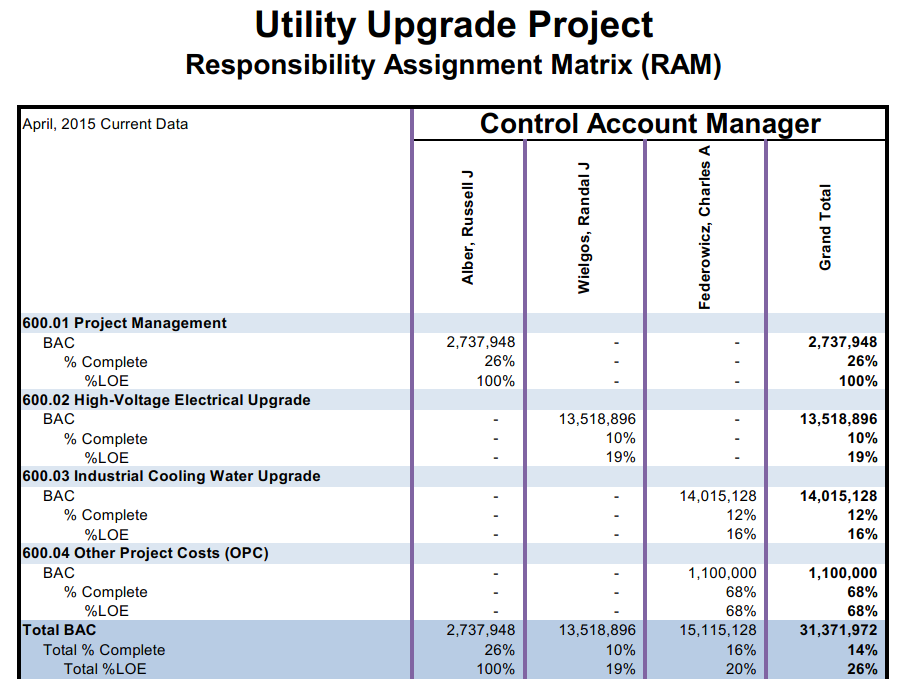 Utility Upgrade Project
Responsibility Assignment Matrix (RAM)
April, 2015 Current Data
Control Account Manager
Alber, Russell J
Wielgos, Randal J
Federowicz, Charles A
Grand Total
600.01 Project Management
BAC 2,737,948 - - 2,737,948
% Complete 26% - - 26%
%LOE 100% - - 100%
600.02 High-Voltage Electrical Upgrade
BAC - 13,518,896 - 13,518,896
% Complete - 10% - 10%
%LOE - 19% - 19%
600.03 Industrial Cooling Water Upgrade
BAC - - 14,015,128 14,015,128
% Complete - - 12% 12%
%LOE - - 16% 16%
600.04 Other Project Costs (OPC)
BAC - - 1,100,000 1,100,000
% Complete - - 68% 68%
%LOE - - 68% 68%
Total BAC 2,737,948 13,518,896 15,115,128 31,371,972
Total % Complete 26% 10% 16% 14%
Total %LOE 100% 19% 20% 26%